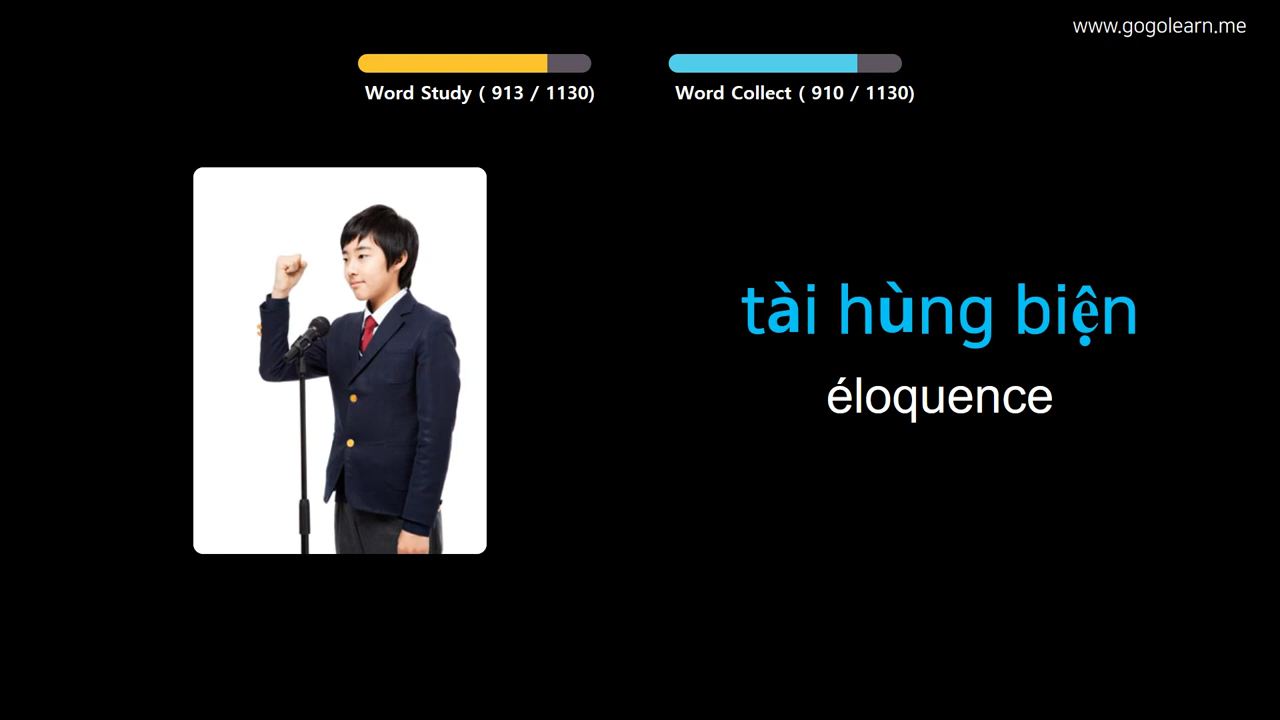 www.gogolearn.me
Word Study ( 913 / 1130)
Word Collect ( 910 / 1130)
tài hùng biện
éloquence